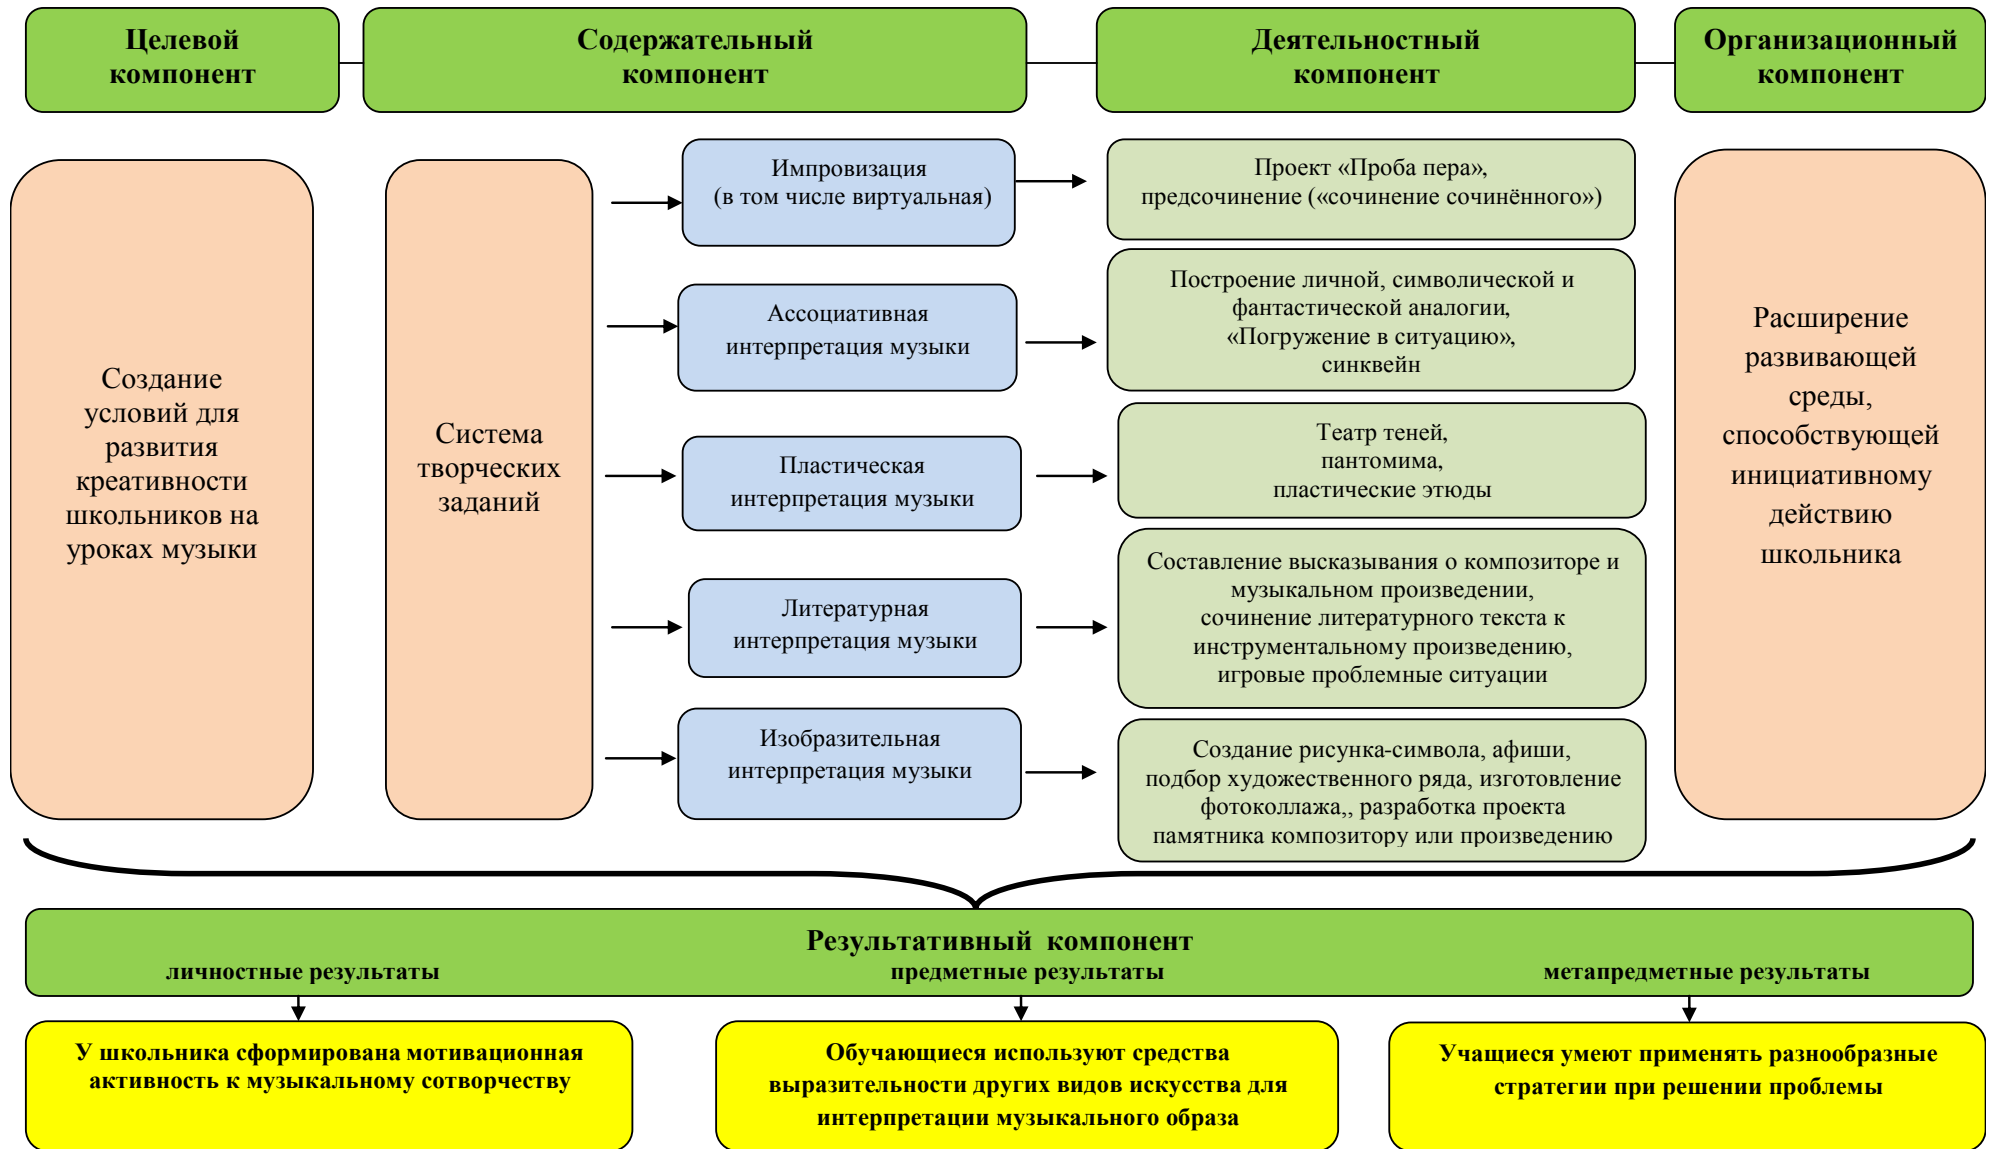 Целевой
компонент
Содержательный
компонент
Деятельностный
компонент
Организационный
компонент
Создание
условий для
развития
креативности
школьников на
уроках музыки
Система
творческих
заданий
Импровизация
(в том числе виртуальная)
Проект «Проба пера»,
предсочинение («сочинение сочинённого»)
Ассоциативная
интерпретация музыки
Построение личной, символической и
фантастической аналогии,
«Погружение в ситуацию»,
синквейн
Пластическая
интерпретация музыки
Театр теней,
пантомима,
пластические этюды
Литературная
интерпретация музыки
Составление высказывания о композиторе и
музыкальном произведении,
сочинение литературного текста к
инструментальному произведению,
игровые проблемные ситуации
Изобразительная
интерпретация музыки
Создание рисунка-символа, афиши,
подбор художественного ряда, изготовление
фотоколлажа,, разработка проекта
памятника композитору или произведению
Расширение
развивающей
среды,
способствующей
инициативному
действию
школьника
Результативный компонент
личностные результаты
предметные результаты
метапредметные результаты
У школьника сформирована мотивационная
активность к музыкальному сотворчеству
Обучающиеся используют средства
выразительности других видов искусства для
интерпретации музыкального образа
Учащиеся умеют применять разнообразные
стратегии при решении проблемы